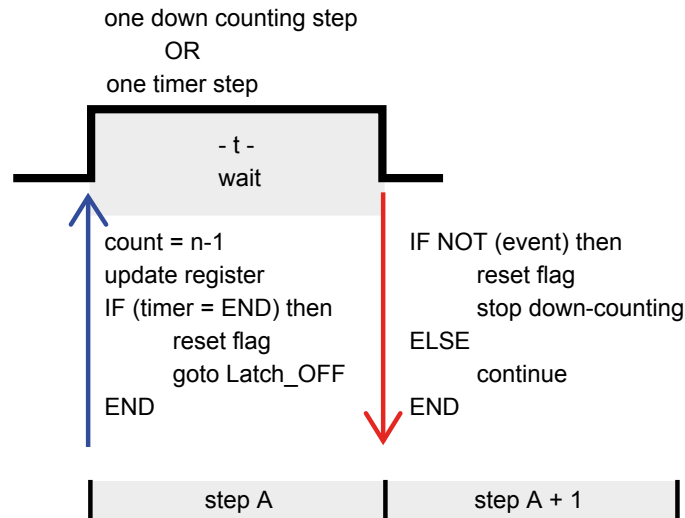 one down counting step
OR
one timer step
- t -
wait
count = n-1
update register
IF (timer = END) then
reset flag
goto Latch_OFF
END
IF NOT (event) then
reset flag
stop down-counting
ELSE
continue
END
step A
step A + 1